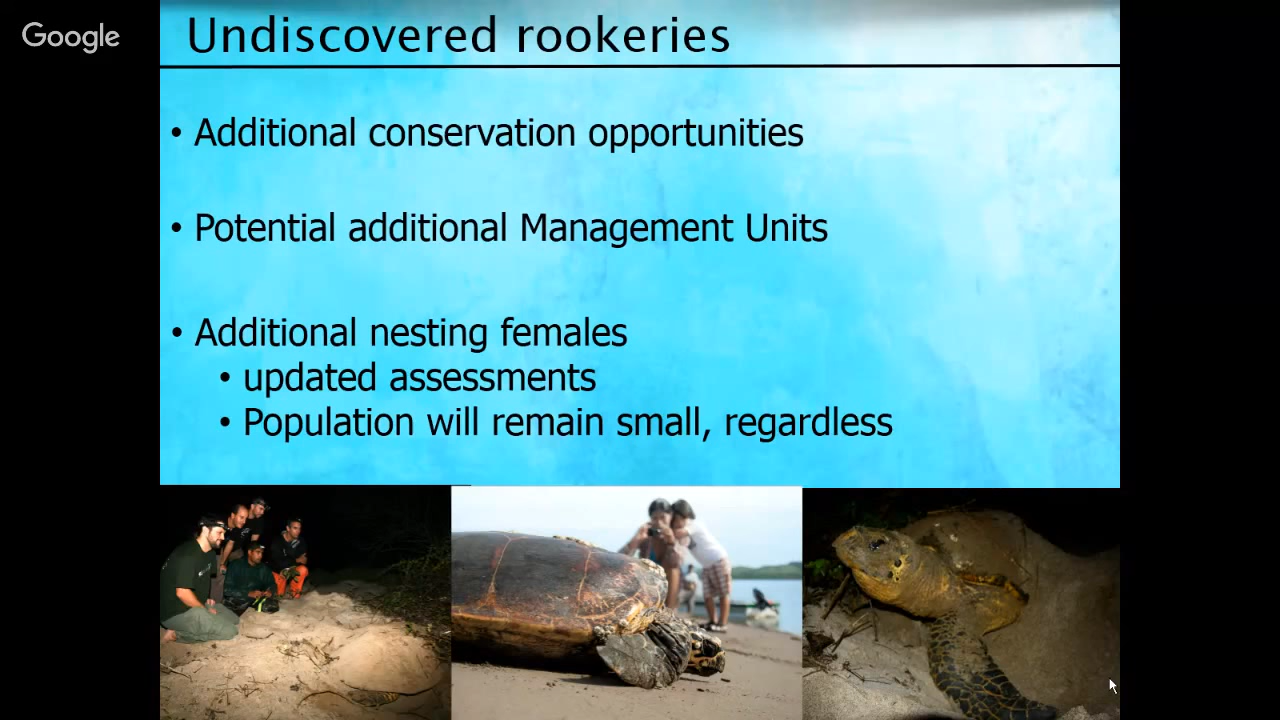 Google
Undiscovered rookeries
• Additional conservation opportunities
• Potential additional Management Units
• Additional nesting females
• updated assessments
• Population will remain small, regardless